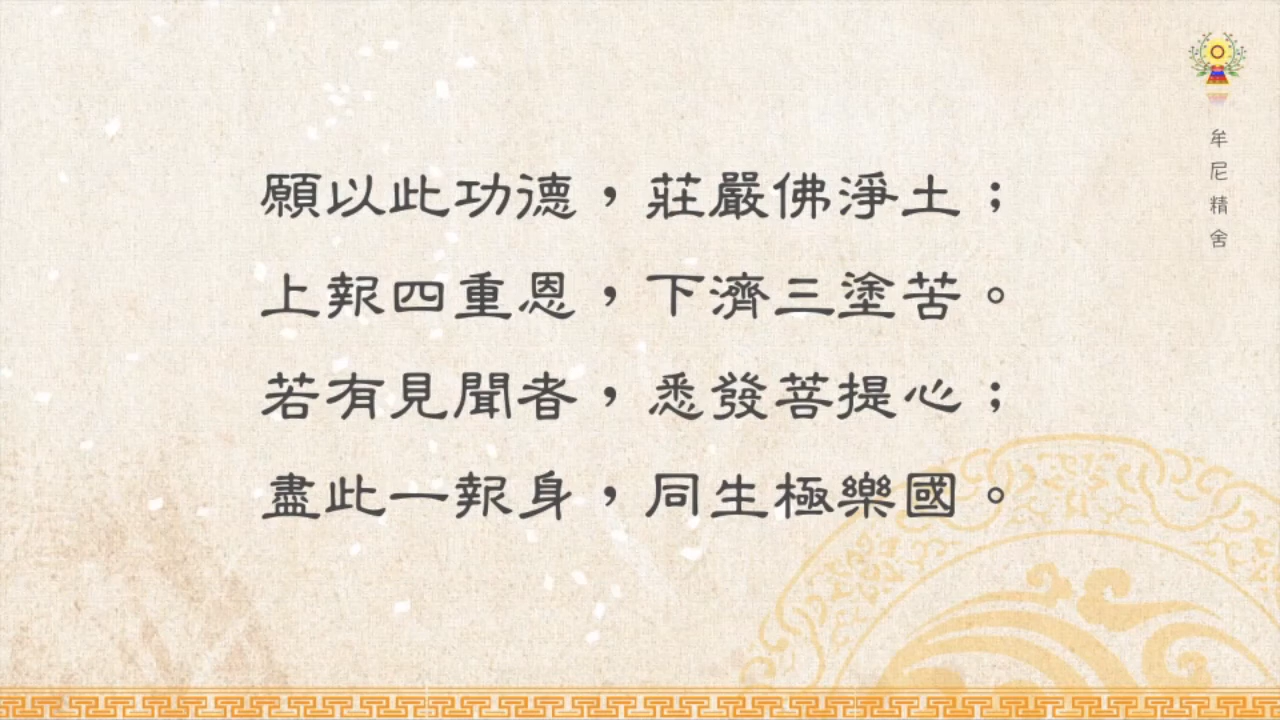 願以此功德，莊嚴佛淨土；
上報四重恩，下濟三塗苦。
若有見聞者，悉發菩提心；
盡此一報身，同生極樂國。
牟尼精舍